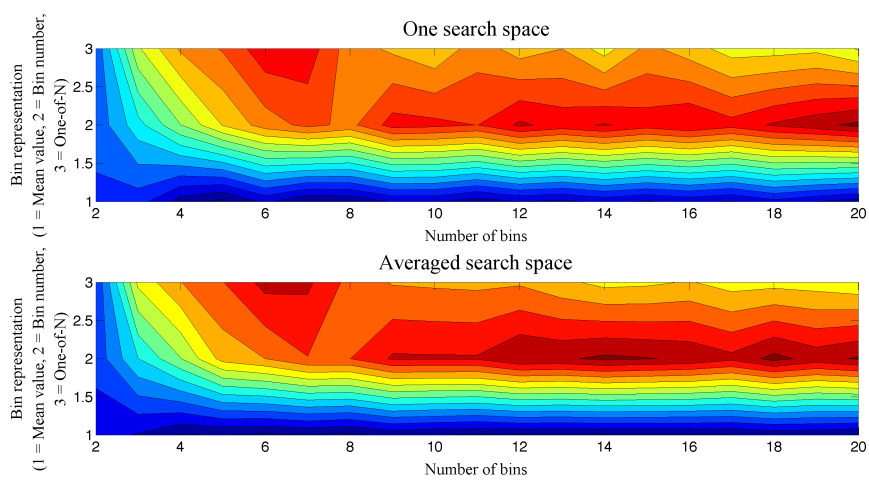 One search space
Bin representation
(1 = Mean value, 2 = Bin number,
3 = One-of-N)
3
2.5
2
1.5
1
2 4 6 8 10 12 14 16 18 20
Number of bins
Averaged search space
Bin representation
(1 = Mean value, 2 = Bin number,
3 = One-of-N)
3
2.5
2
1.5
1
2 4 6 8 10 12 14 16 18 20
Number of bins